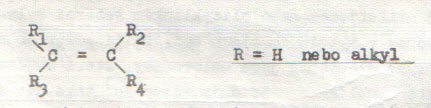 R₁ R₂
C = C R = H nebo alkyl
R₃ R₄